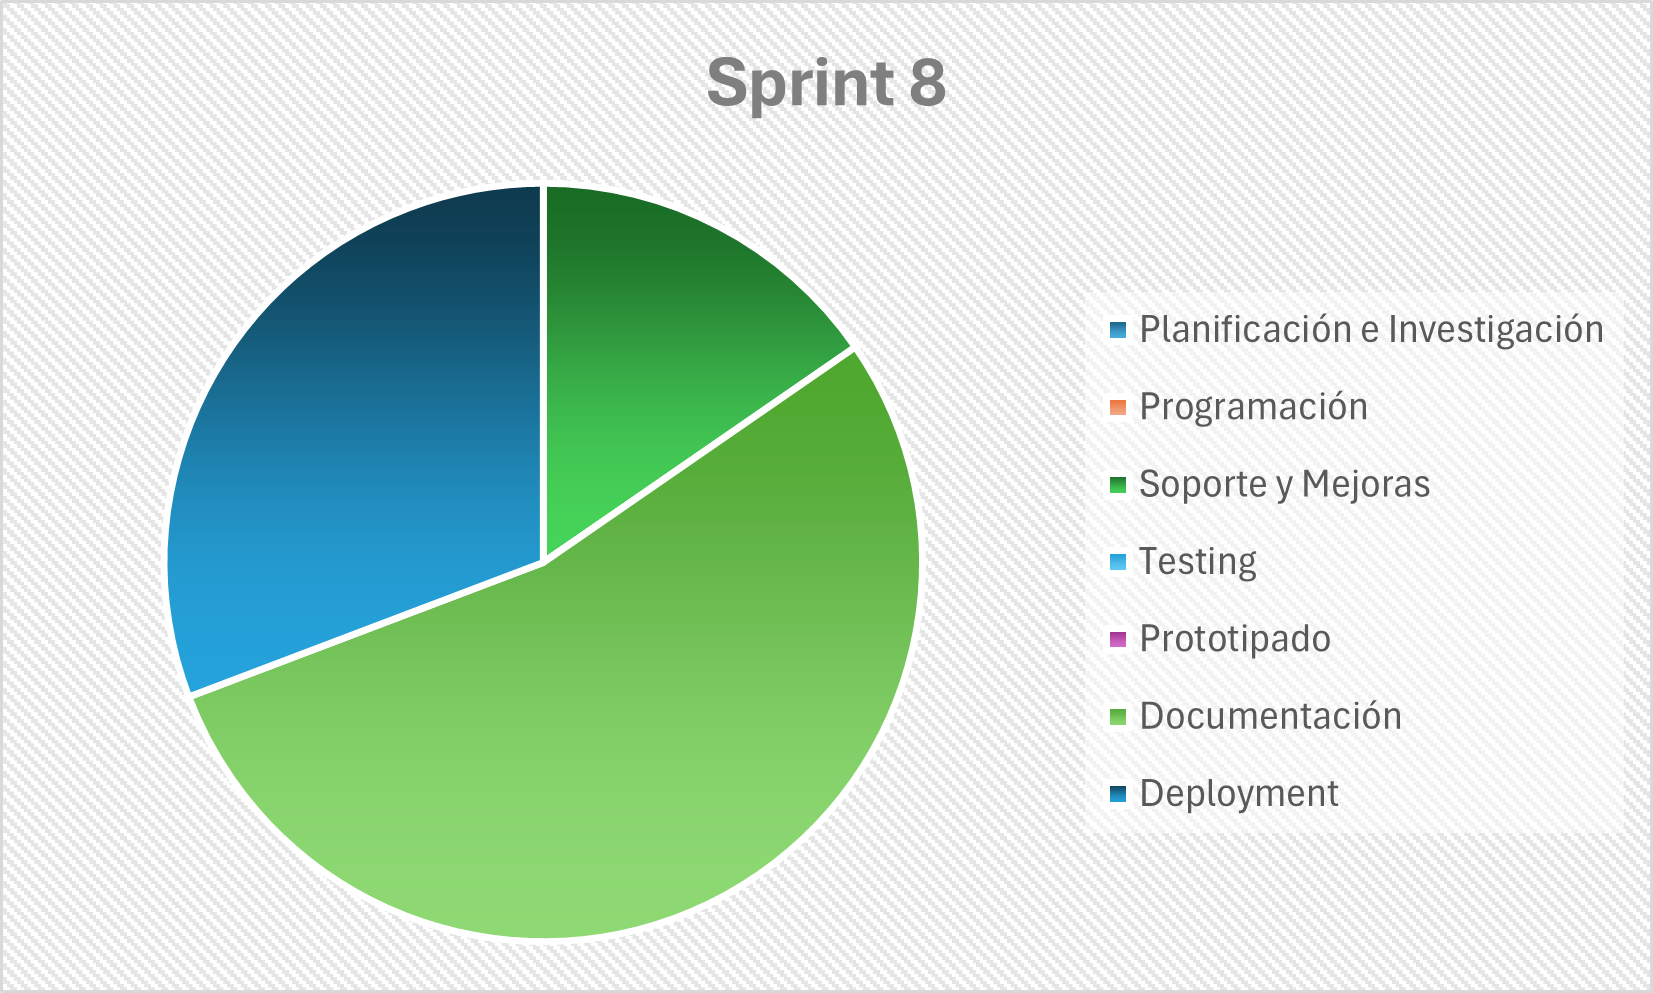 Sprint 8
Planificación e Investigación
Programación
Soporte y Mejoras
Testing
Prototipado
Documentación
Deployment